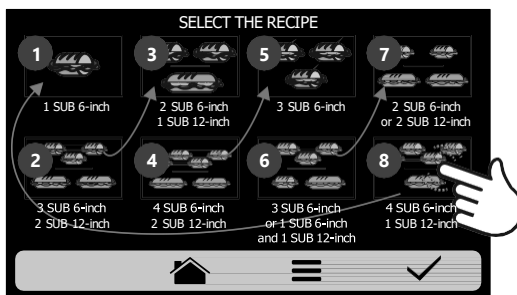 SELECT THE RECIPE
1
3
5
7
1 SUB 6-inch
2 SUB 6-inch
1 SUB 12-inch
3 SUB 6-inch
2 SUB 6-inch
or 2 SUB 12-inch
2
4
6
8
3 SUB 6-inch
2 SUB 12-inch
4 SUB 6-inch
2 SUB 12-inch
3 SUB 6-inch
or 1 SUB 6-inch
and 1 SUB 12-inch
4 SUB 6-inch
1 SUB 12-inch